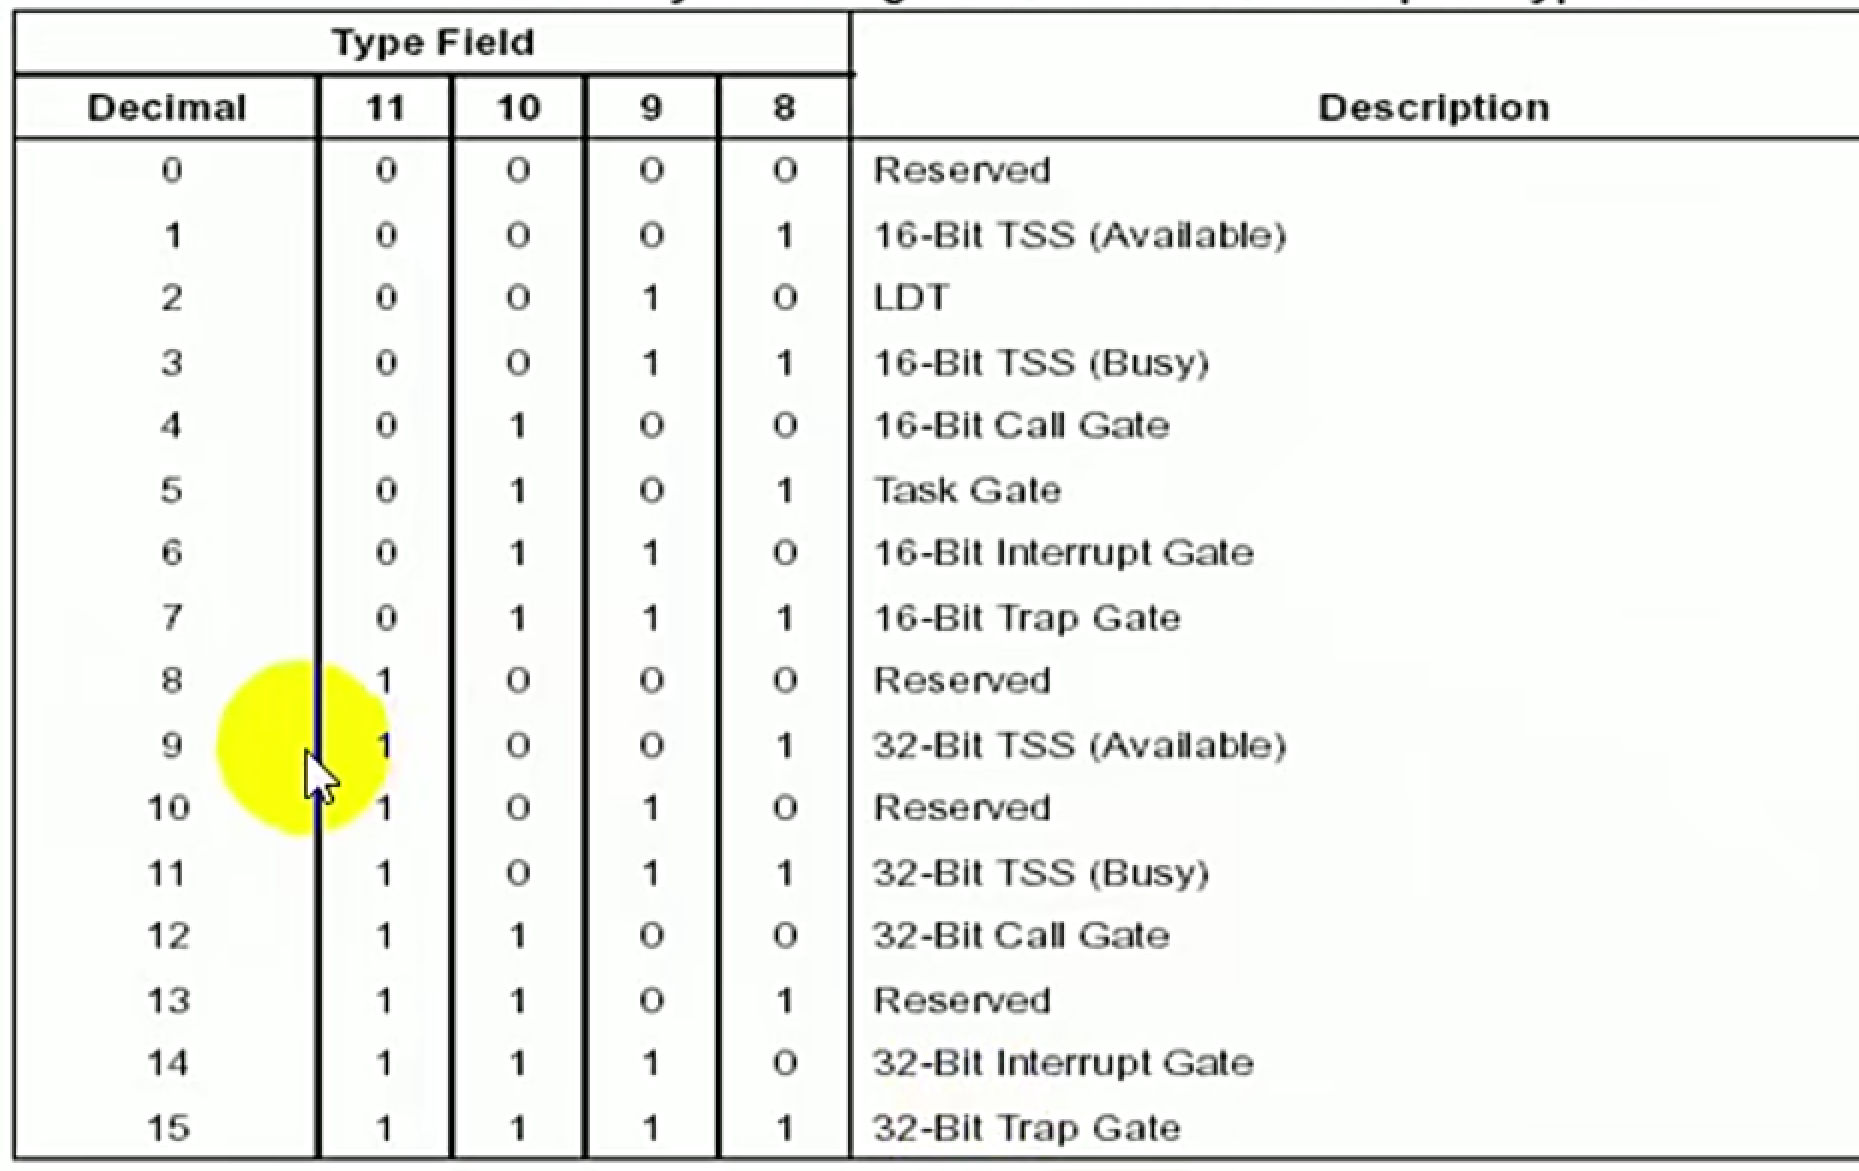 Type Field
Decimal 11 10 9 8 Description
0 0 0 0 0 Reserved
1 0 0 0 1 16-Bit TSS (Available)
2 0 0 1 0 LDT
3 0 0 1 1 16-Bit TSS (Busy)
4 0 1 0 0 16-Bit Call Gate
5 0 1 0 1 Task Gate
6 0 1 1 0 16-Bit Interrupt Gate
7 0 1 1 1 16-Bit Trap Gate
8 1 0 0 0 Reserved
9 1 0 0 1 32-Bit TSS (Available)
10 1 0 1 0 Reserved
11 1 0 1 1 32-Bit TSS (Busy)
12 1 1 0 0 32-Bit Call Gate
13 1 1 0 1 Reserved
14 1 1 1 0 32-Bit Interrupt Gate
15 1 1 1 1 32-Bit Trap Gate